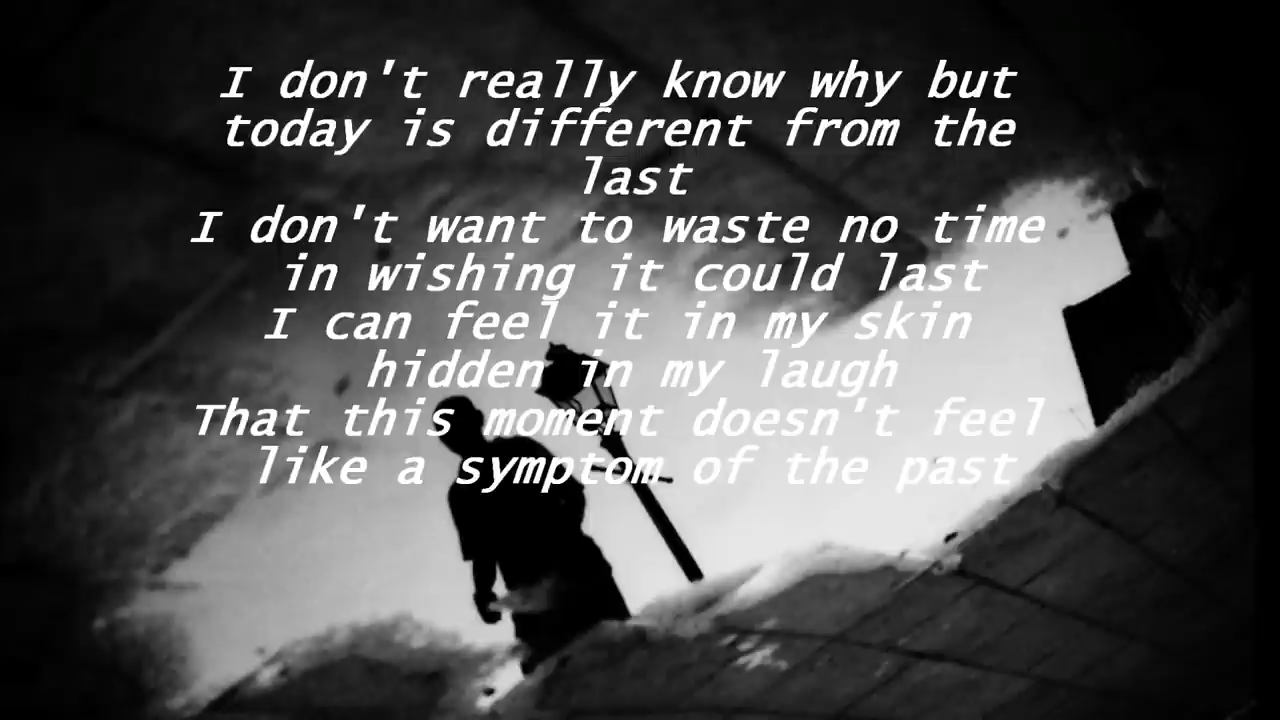 I don't really know why but
today is different from the
last
I don't want to waste no time
in wishing it could last
I can feel it in my skin
hidden in my laugh
That this moment doesn't feel
like a symptom of the past